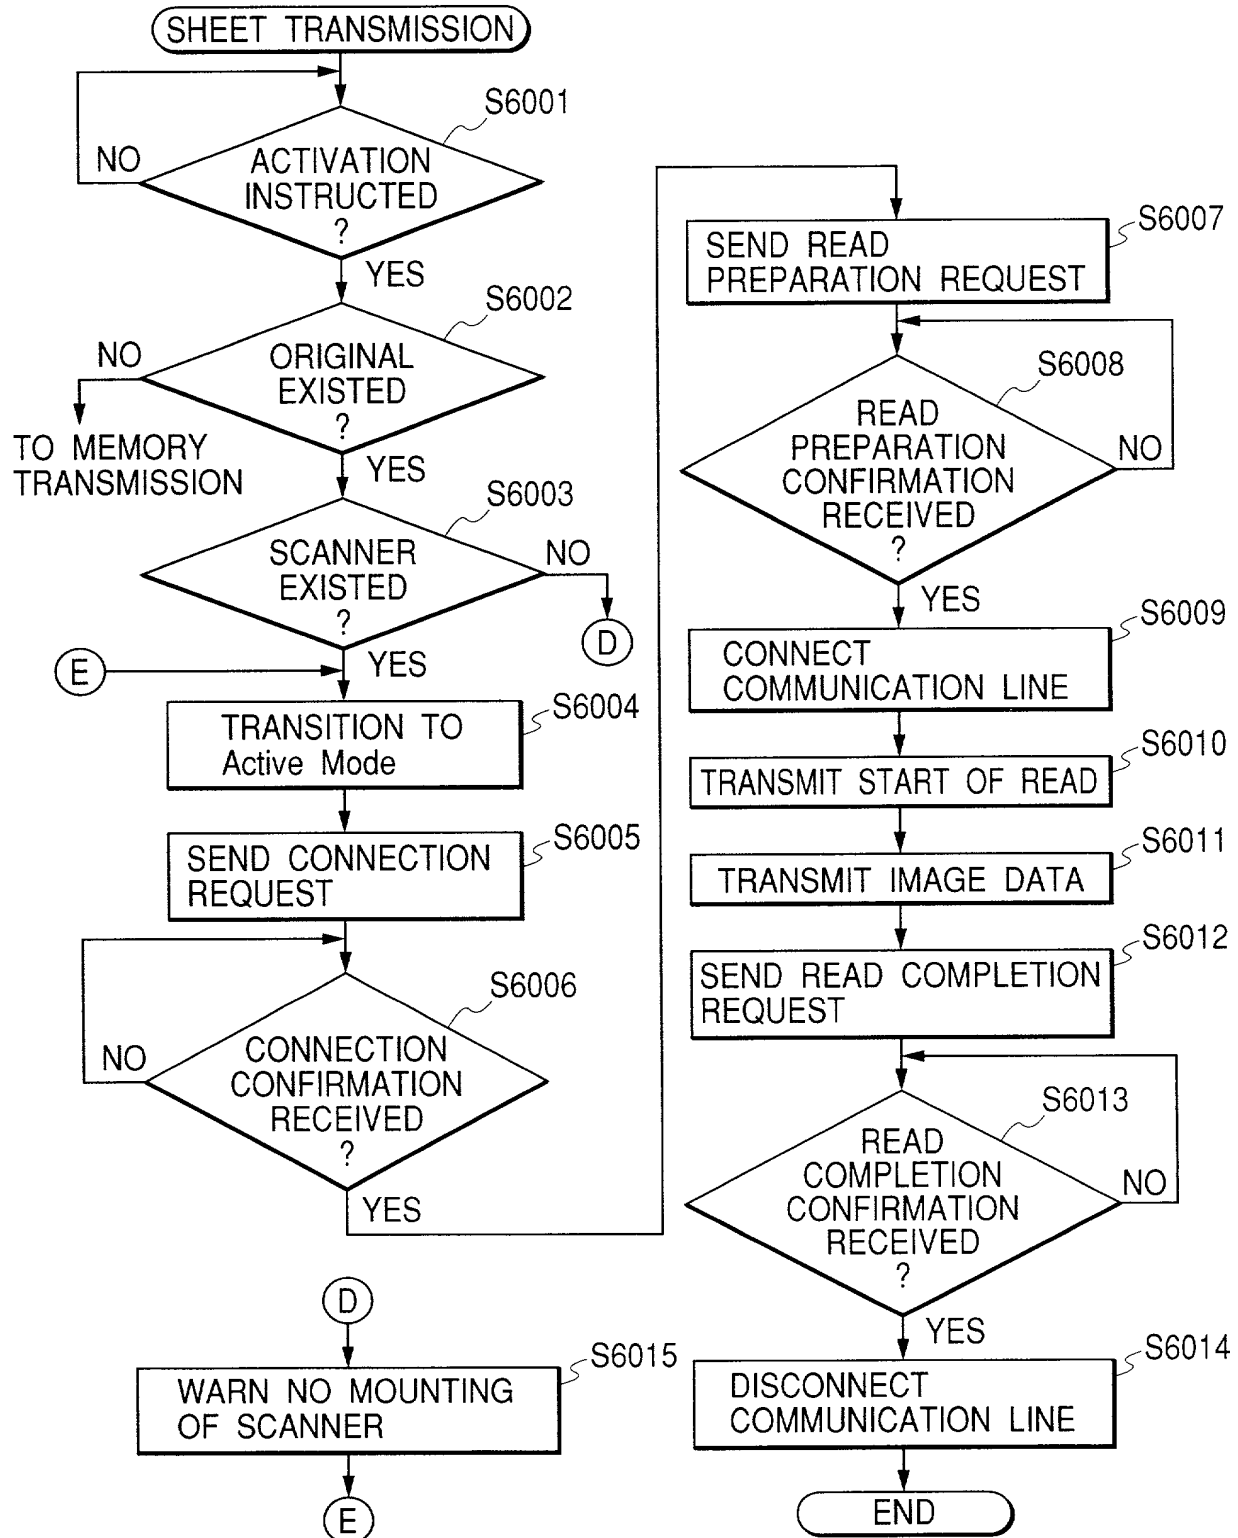 SHEET TRANSMISSION
S6001
NO
ACTIVATION
INSTRUCTED
?
YES
S6002
NO
ORIGINAL
EXISTED
?
TO MEMORY
TRANSMISSION
YES
S6003
SCANNER
EXISTED
?
NO
D
YES
E
S6004
TRANSITION TO
Active Mode
S6005
SEND CONNECTION
REQUEST
S6006
NO
CONNECTION
CONFIRMATION
RECEIVED
?
YES
D
S6015
WARN NO MOUNTING
OF SCANNER
E
S6007
SEND READ
PREPARATION REQUEST
S6008
READ
PREPARATION
CONFIRMATION
RECEIVED
?
NO
YES
S6009
CONNECT
COMMUNICATION LINE
S6010
TRANSMIT START OF READ
S6011
TRANSMIT IMAGE DATA
S6012
SEND READ COMPLETION
REQUEST
S6013
READ
COMPLETION
CONFIRMATION
RECEIVED
?
NO
YES
S6014
DISCONNECT
COMMUNICATION LINE
END